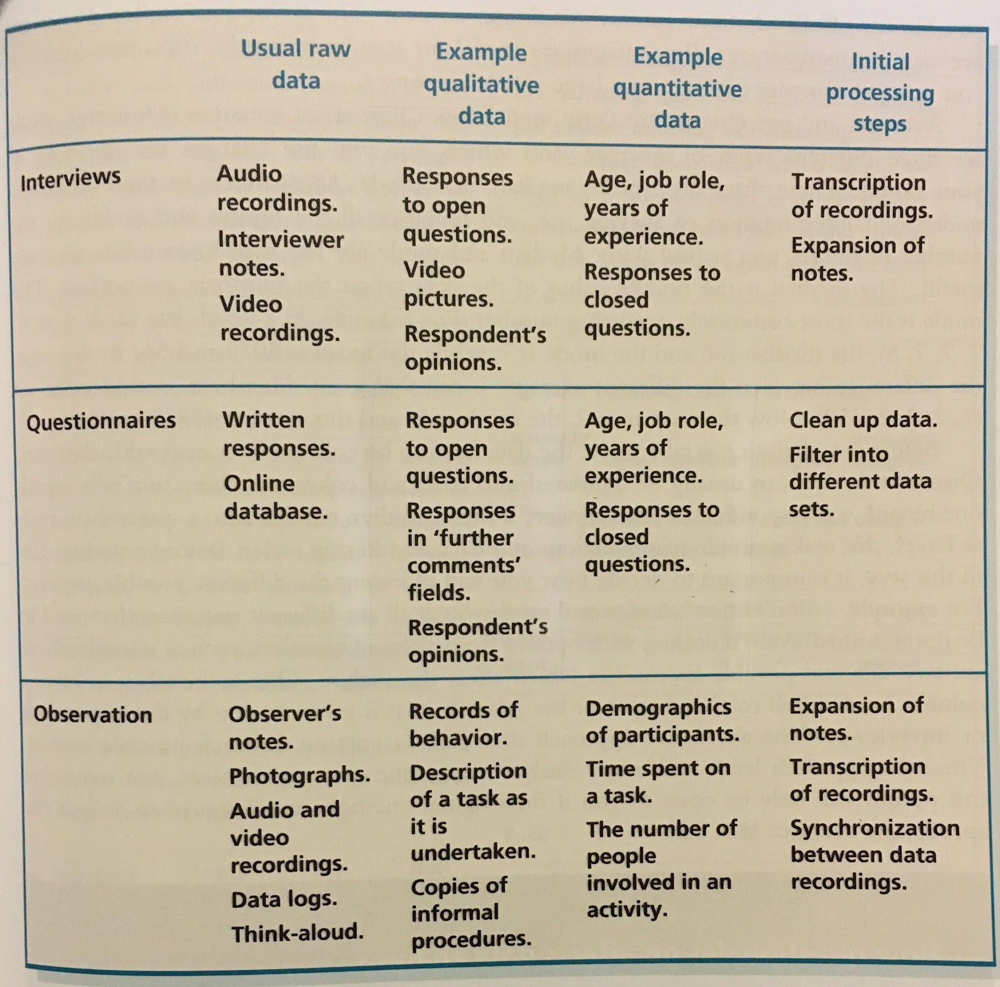 Usual raw
data
Example
qualitative
data
Example
quantitative
data
Initial
processing
steps
Interviews
Audio
recordings.
Interviewer
notes.
Video
recordings.
Responses
to open
questions.
Video
pictures.
Respondent's
opinions.
Age, job role,
years of
experience.
Responses to
closed
questions.
Transcription
of recordings.
Expansion of
notes.
Questionnaires
Written
responses.
Online
database.
Responses
to open
questions.
Responses
in 'further
comments'
fields.
Respondent's
opinions.
Age, job role,
years of
experience.
Responses to
closed
questions.
Clean up data.
Filter into
different data
sets.
Observation
Observer's
notes.
Photographs.
Audio and
video
recordings.
Data logs.
Think-aloud.
Records of
behavior.
Description
of a task as
it is
undertaken.
Copies of
informal
procedures.
Demographics
of participants.
Time spent on
a task.
The number of
people
involved in an
activity.
Expansion of
notes.
Transcription
of recordings.
Synchronization
between data
recordings.